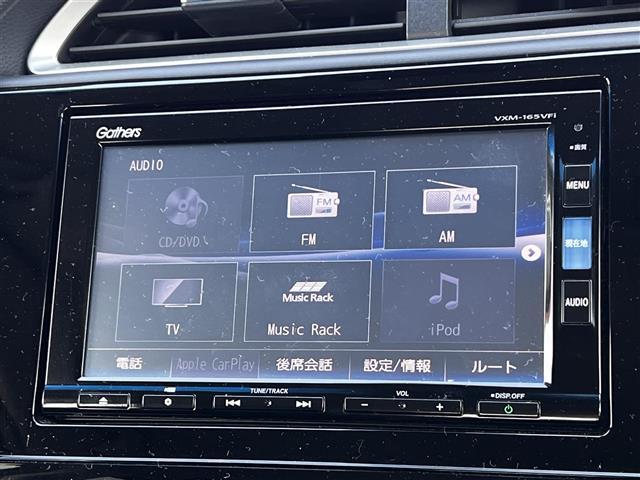 Gathers
VXM-165VFi
AUDIO
CD/DVD
FM
FM
AM
AM
TV
Music Rack
Music Rack
iPod
電話
Apple CarPlay
後席会話
設定/情報
ルート
MENU
現在地
AUDIO
TUNE/TRACK
VOL
DISP.OFF